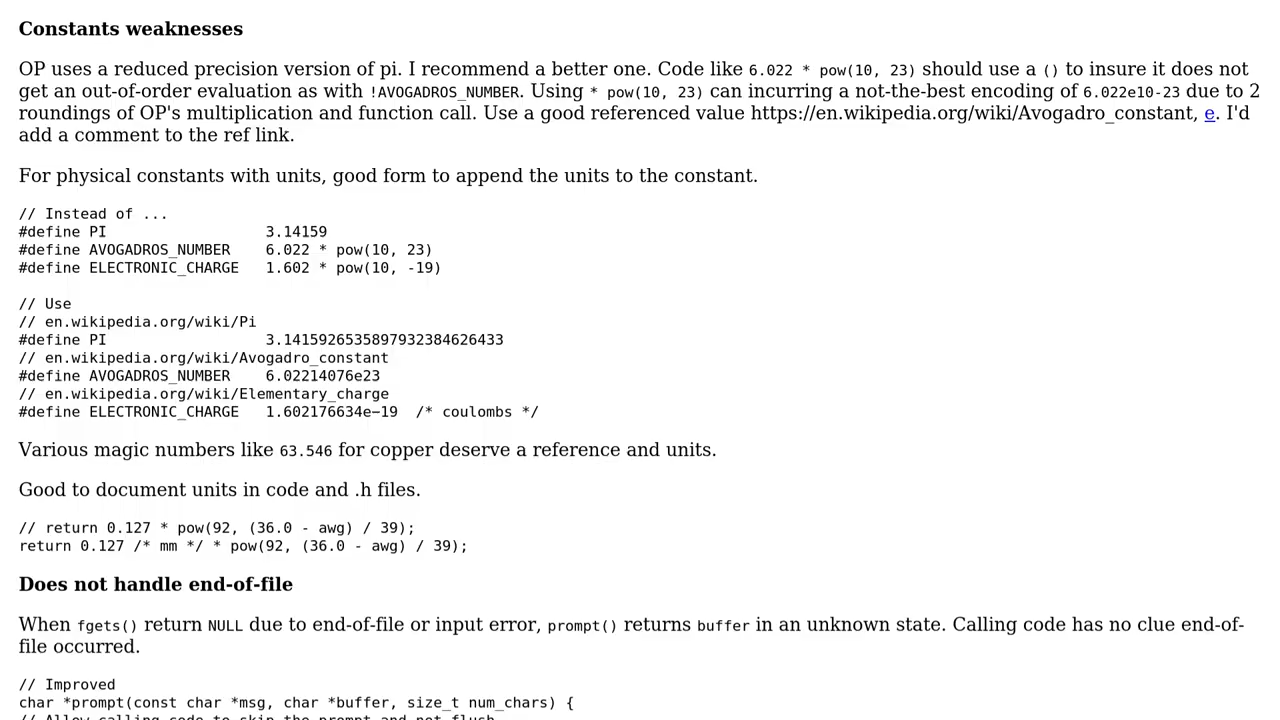 Constants weaknesses
OP uses a reduced precision version of pi. I recommend a better one. Code like 6.022 * pow(10, 23) should use a () to insure it does not
get an out-of-order evaluation as with !AVOGADROS_NUMBER. Using * pow(10, 23) can incurring a not-the-best encoding of 6.022e10-23 due to 2
roundings of OP's multiplication and function call. Use a good referenced value https://en.wikipedia.org/wiki/Avogadro_constant, e. I'd
add a comment to the ref link.
For physical constants with units, good form to append the units to the constant.
// Instead of ...
#define PI                  3.14159
#define AVOGADROS_NUMBER    6.022 * pow(10, 23)
#define ELECTRONIC_CHARGE   1.602 * pow(10, -19)
// Use
// en.wikipedia.org/wiki/Pi
#define PI                  3.1415926535897932384626433
// en.wikipedia.org/wiki/Avogadro_constant
#define AVOGADROS_NUMBER    6.02214076e23
// en.wikipedia.org/wiki/Elementary_charge
#define ELECTRONIC_CHARGE   1.602176634e−19  /* coulombs */
Various magic numbers like 63.546 for copper deserve a reference and units.
Good to document units in code and .h files.
// return 0.127 * pow(92, (36.0 - awg) / 39);
return 0.127 /* mm */ * pow(92, (36.0 - awg) / 39);
Does not handle end-of-file
When fgets() return NULL due to end-of-file or input error, prompt() returns buffer in an unknown state. Calling code has no clue end-of-
file occurred.
// Improved
char *prompt(const char *msg, char *buffer, size_t num_chars) {
// Allow calling code to skip the prompt and not flush